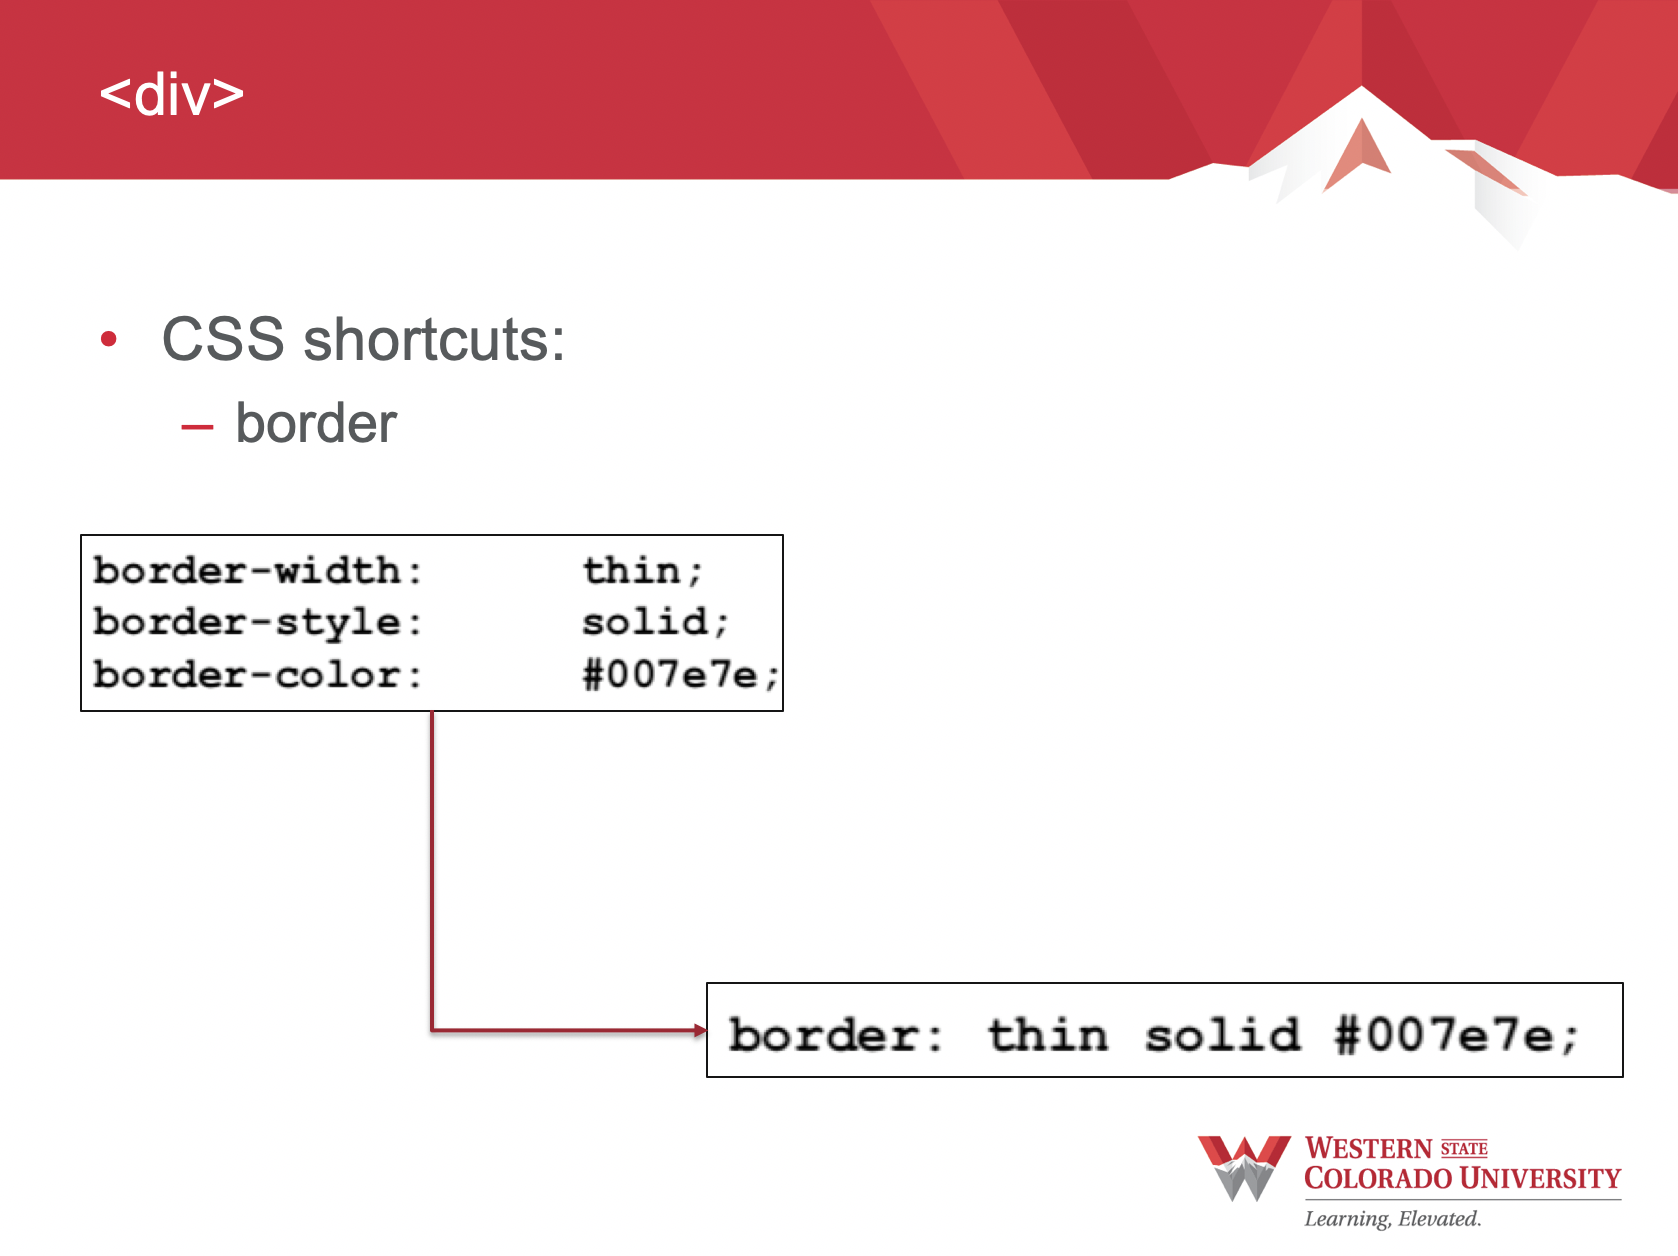 <div>
• CSS shortcuts:
– border
border-width: thin;
border-style: solid;
border-color: #007e7e;
border: thin solid #007e7e;
WESTERN STATE
COLORADO UNIVERSITY
Learning, Elevated.